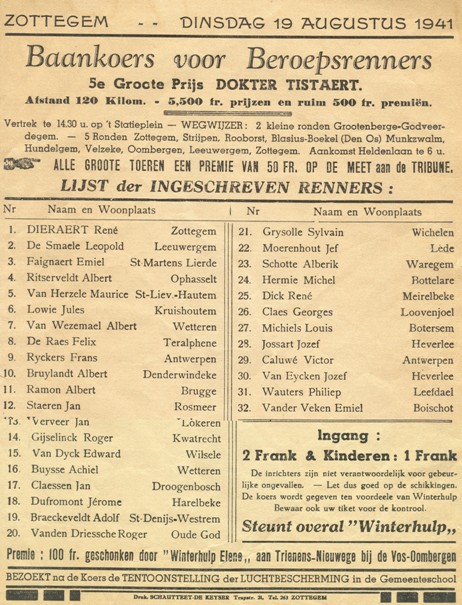 ZOTTEGEM - - DINSDAG 19 AUGUSTUS 1941
Baankoers voor Beroepsrenners
5e Groote Prijs DOKTER TISTAERT.
Afstand 120 Kilom. - 5,500 fr. prijzen en ruim 500 fr. premiën.
Vertrek te 14.30 u. op 't Statieplein — WEGWIJZER: 2 kleine ronden Grootenberge-Godveer-
degem. — 5 Ronden Zottegem, Strijpen, Rooborst, Blasius-Boekel (Den Os) Munkzwalm,
Hundelgem, Velzeke, Oombergen, Leeuwergem, Zottegem. Aankomst Heldenlaan te 6 u.
ALLE GROOTE TOEREN EEN PREMIE VAN 50 FR. OP DE MEET aan de TRIBUNE.
LIJST der INGESCHREVEN RENNERS :
Nr Naam en Woonplaats
1. DIERAERT René Zottegem
2. De Smaele Leopold Leeuwergem
3. Faignaert Emiel St-Martens Lierde
4. Ritserveldt Albert Ophasselt
5. Van Herzele Maurice St-Liev.-Hautem
6. Lowie Jules Kruishoutem
7. Van Wezemael Albert Wetteren
8. De Raes Felix Teralphene
9. Ryckers Frans Antwerpen
10. Bruylandt Albert Denderwindeke
11. Ramon Albert Brugge
12. Staeren Jan Rosmeer
13. Verveer Jan Lokeren
14. Gijselinck Roger Kwatrecht
15. Van Dyck Edward Wilsele
16. Buysse Achiel Wetteren
17. Claessen Jan Droogenbosch
18. Dufromont Jérome Harelbeke
19. Braeckeveldt Adolf St-Denijs-Westrem
20. Vanden Driessche Roger Oude God
Nr Naam en Woonplaats
21. Grysolle Sylvain Wichelen
22. Moerenhout Jef Lede
23. Schotte Alberik Waregem
24. Hermie Michel Bottelare
25. Dick René Meirelbeke
26. Claes Georges Loovenjoel
27. Michiels Louis Botersem
28. Jossart Jozef Heverlee
29. Caluwé Victor Antwerpen
30. Van Eycken Jozef Heverlee
31. Wauters Philiep Leefdael
32. Vander Veken Emiel Boischot
Ingang :
2 Frank & Kinderen : 1 Frank
De inrichters zijn niet verantwoordelijk voor gebeur-
lijke ongevallen. — Let dus goed op de schikkingen.
De koers wordt gegeven ten voordeele van Winterhulp
Bewaar ook uw tiket voor de kontrool.
Steunt overal "Winterhulp„
Premie : 100 fr. geschonken door "Winterhulp Elene„ aan Trienens-Nieuwege bij de Vos-Oombergen
BEZOEKT na de Koers de TENTOONSTELLING der LUCHTBESCHERMING in de Gemeenteschool
Druk. SCHAUTTEET-DE KEYSER Trapstr. 21, Tel. 263 ZOTTEGEM